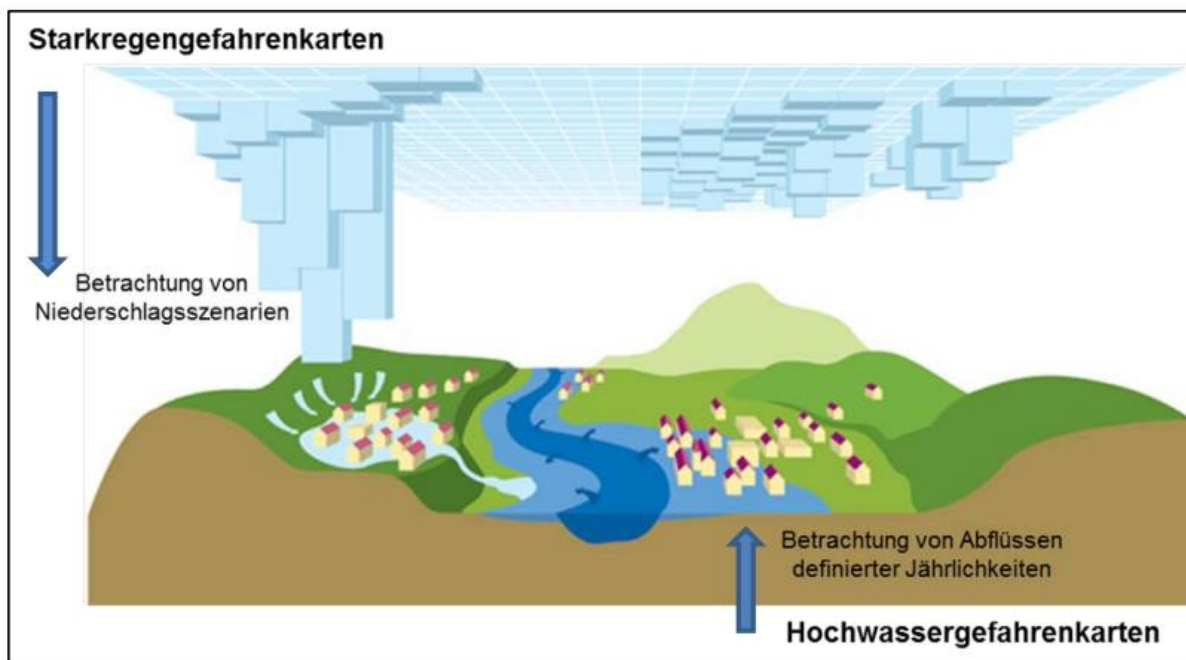 Starkregengefahrenkarten
Betrachtung von
Niederschlagsszenarien
Betrachtung von Abflüssen
definierter Jährlichkeiten
Hochwassergefahrenkarten